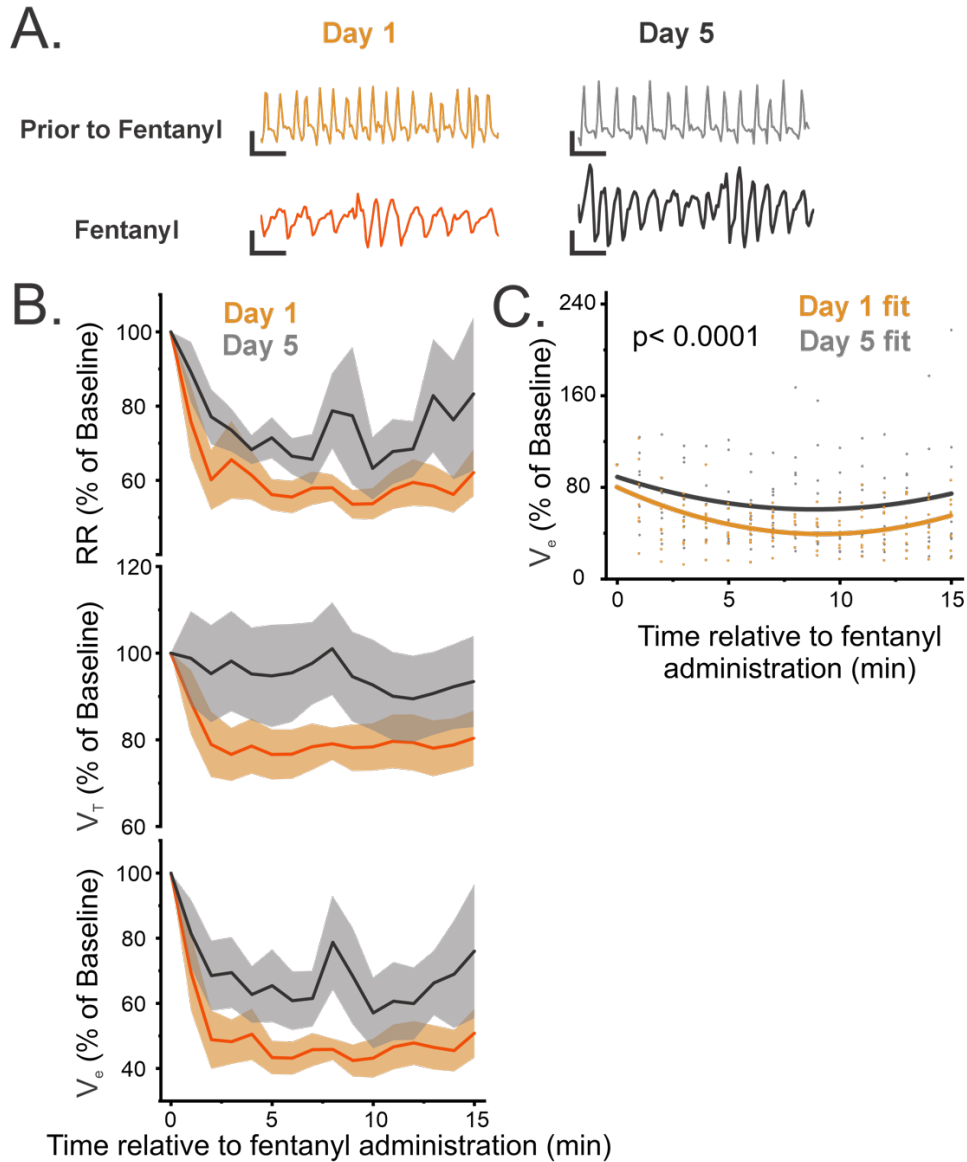 A.
Day 1
Day 5
Prior to Fentanyl
Fentanyl
B.
Day 1
Day 5
RR (% of Baseline)
100
80
60
V_T (% of Baseline)
120
100
80
60
V_e (% of Baseline)
100
80
60
40
0 5 10 15
Time relative to fentanyl administration (min)
C.
Day 1 fit
Day 5 fit
p< 0.0001
V_e (% of Baseline)
240
160
80
0
0 5 10 15
Time relative to fentanyl
administration (min)